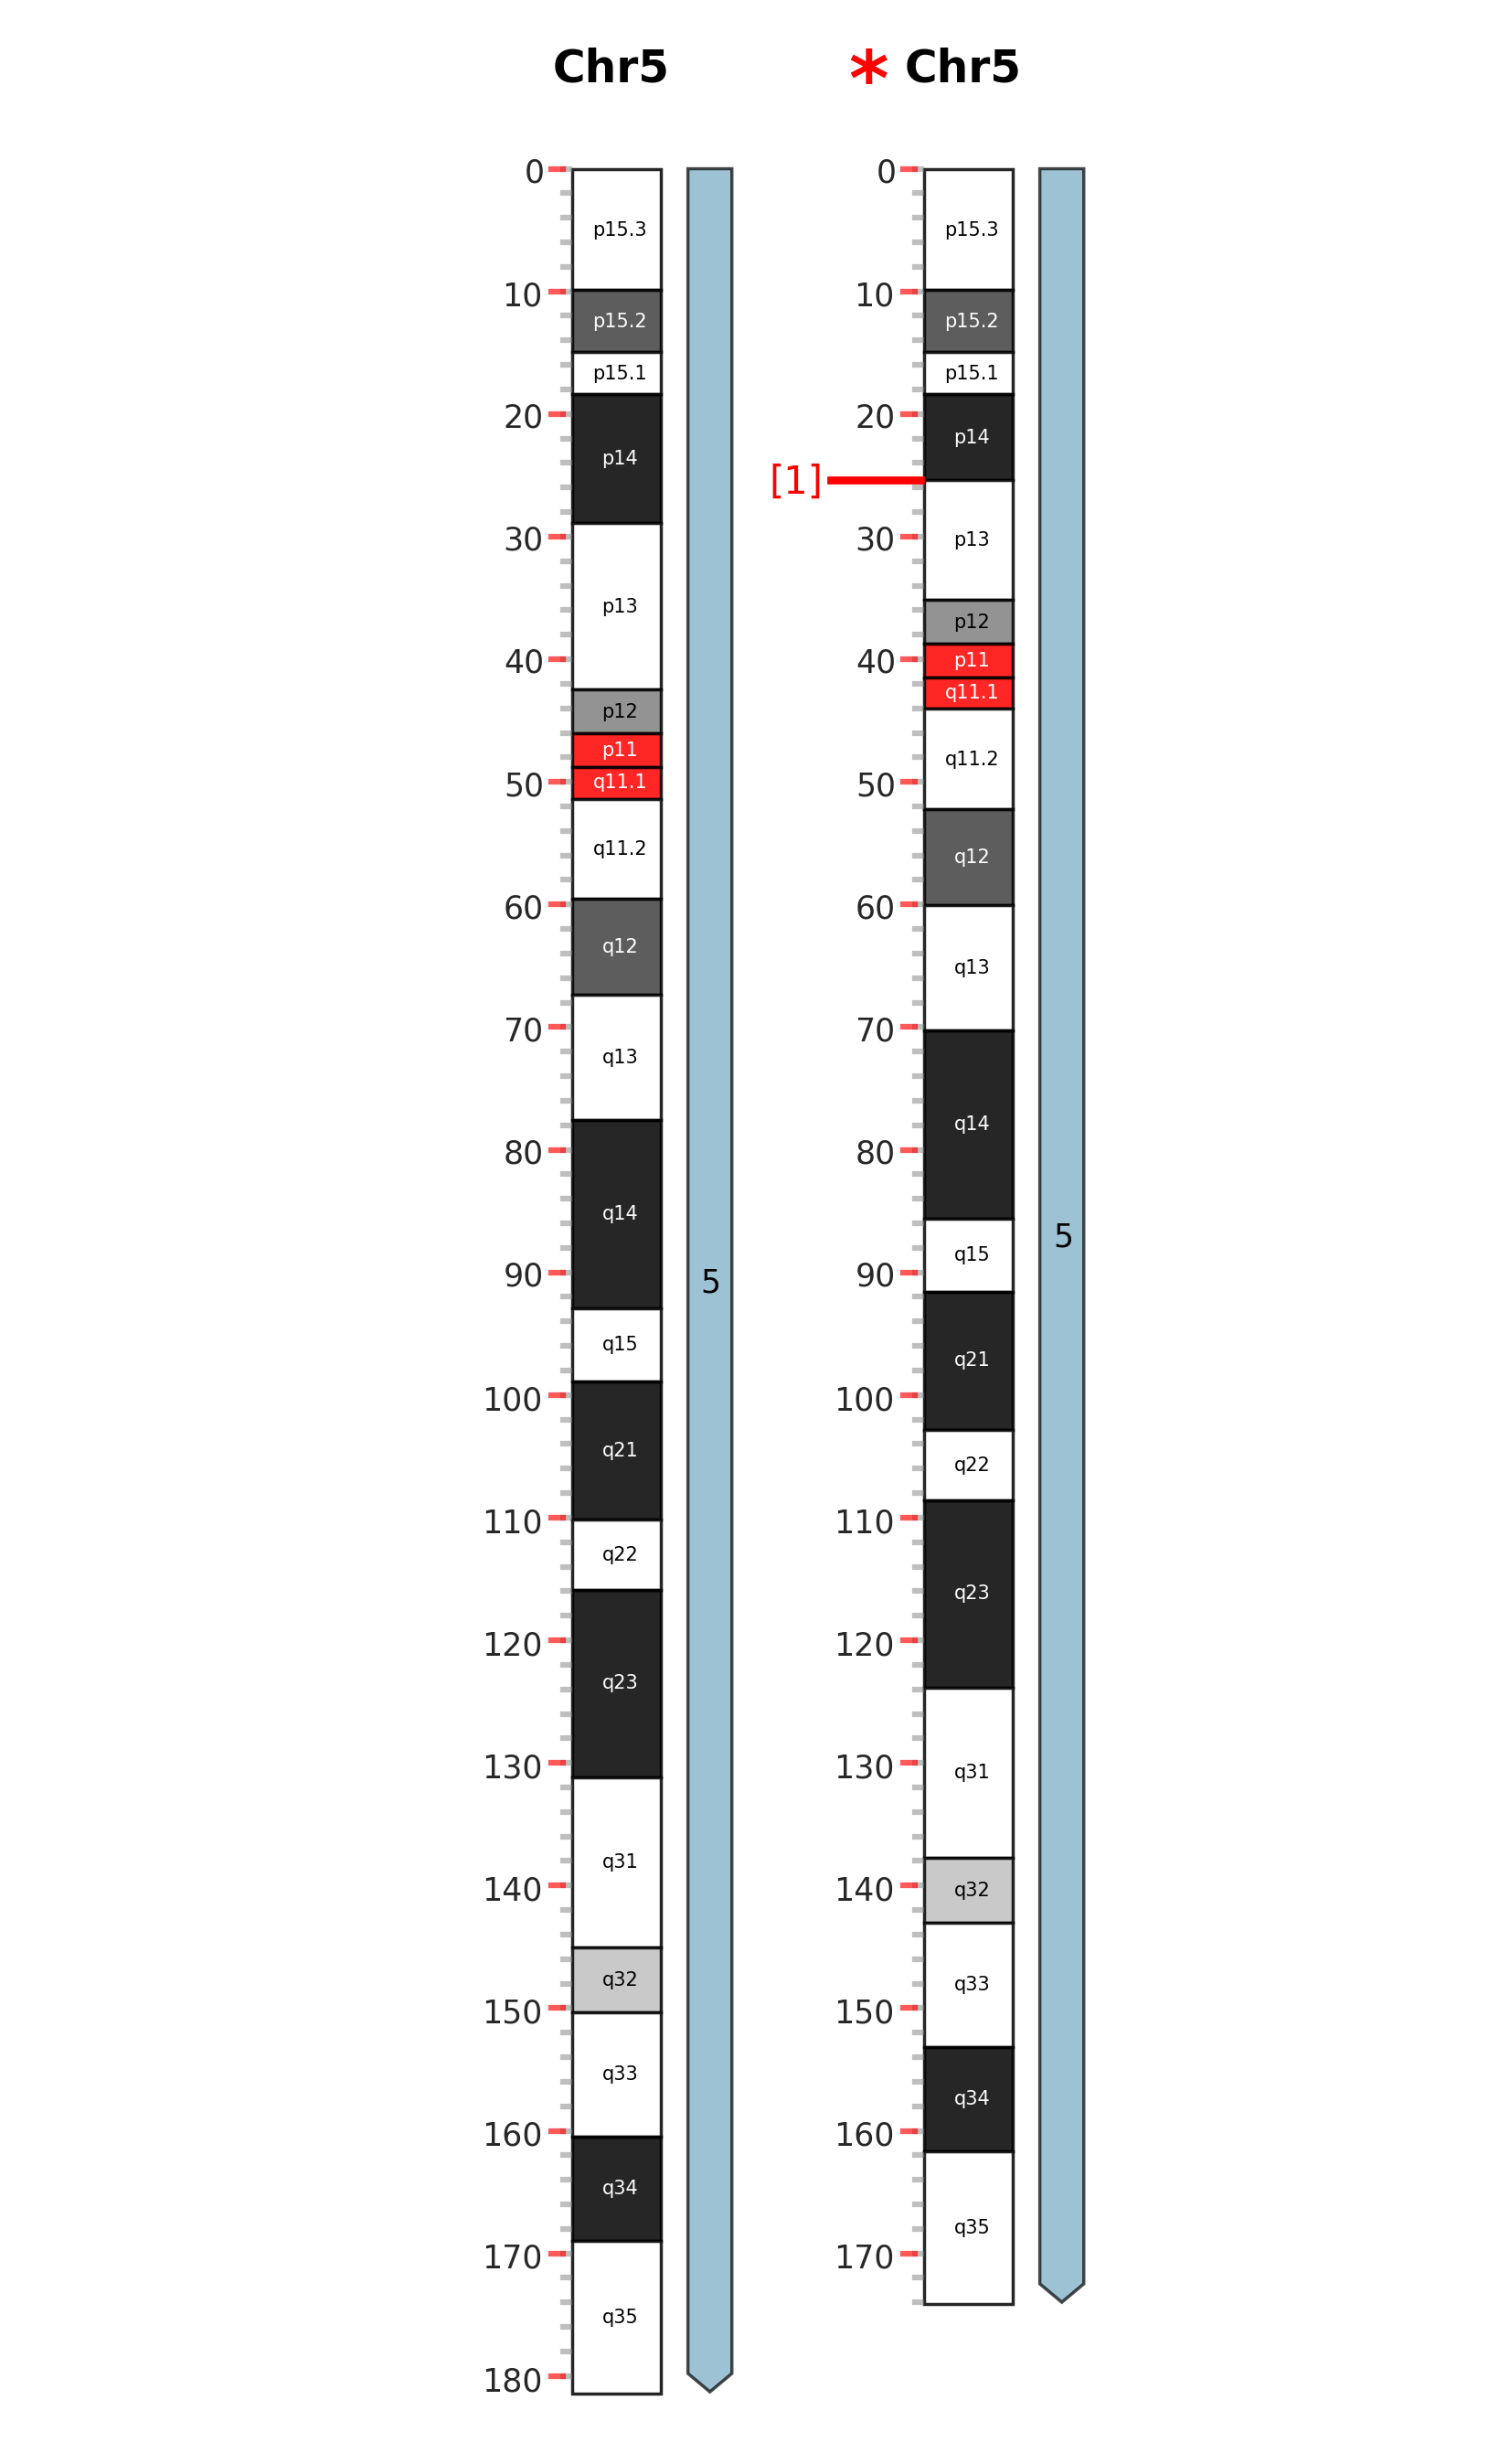 Chr5 * Chr5
0 0
p15.3 p15.3
10 10
p15.2 p15.2
p15.1 p15.1
20 20
p14
p14
[1]
30 30
p13
p13
p12
40 40
p11
q11.1
p12
p11
q11.2
50 50
q11.1
q11.2
q12
60 60
q12
q13
70 70
q13
q14
80 80
q14
5
q15
90 90
5
q15
q21
100 100
q21
q22
110 110
q22
q23
120 120
q23
130 130
q31
q31
140 140
q32
q32
q33
150 150
q33
q34
160 160
q34
q35
170 170
q35
180